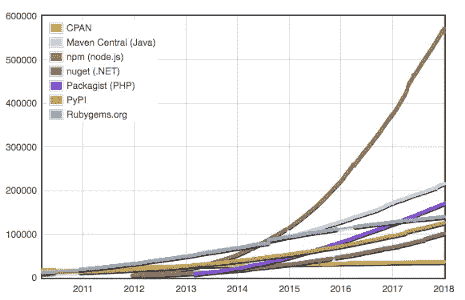 600000
500000
400000
300000
200000
100000
0
CPAN
Maven Central (Java)
npm (node.js)
nuget (.NET)
Packagist (PHP)
PyPI
Rubygems.org
2011 2012 2013 2014 2015 2016 2017 2018